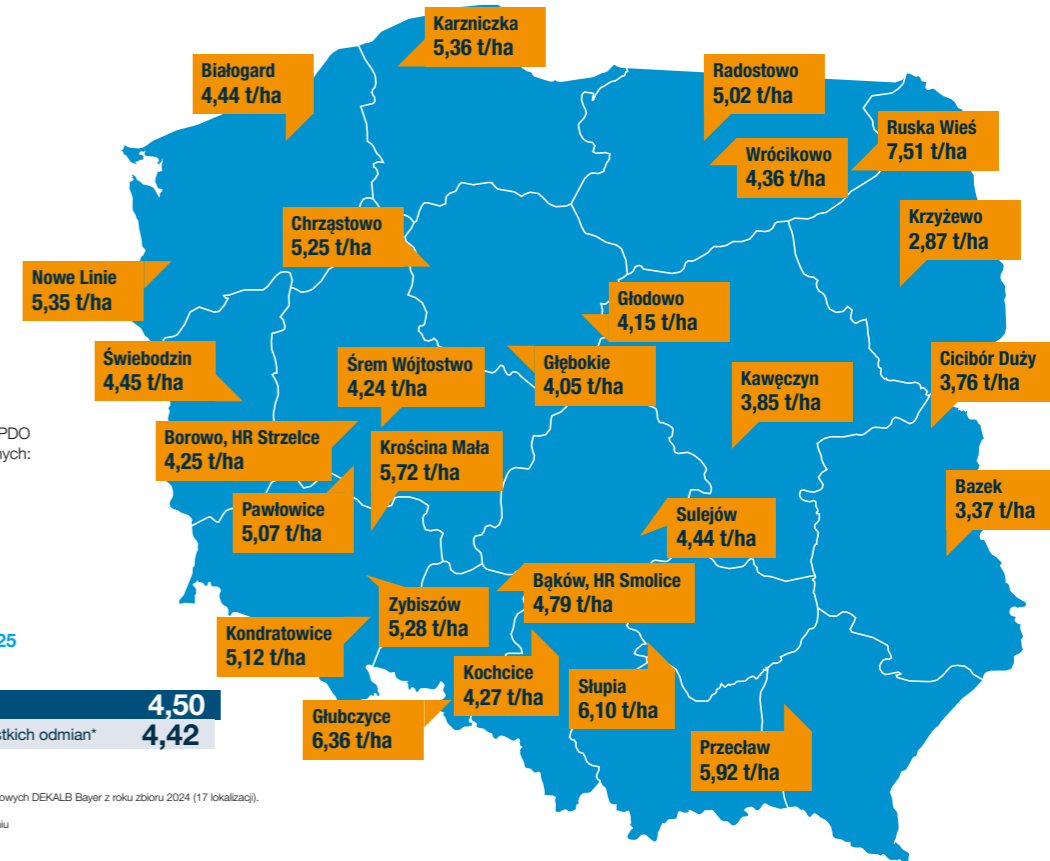 Karzniczka
5,36 t/ha
Białogard
4,44 t/ha
Radostowo
5,02 t/ha
Ruska Wieś
7,51 t/ha
Wrócikowo
4,36 t/ha
Krzyżewo
2,87 t/ha
Chrząstowo
5,25 t/ha
Nowe Linie
5,35 t/ha
Głodowo
4,15 t/ha
Świebodzin
4,45 t/ha
Śrem Wójtostwo
4,24 t/ha
Głębokie
4,05 t/ha
Kawęczyn
3,85 t/ha
Cicibór Duży
3,76 t/ha
PDO
nych:
Borowo, HR Strzelce
4,25 t/ha
Krościna Mała
5,72 t/ha
Pawłowice
5,07 t/ha
Sulejów
4,44 t/ha
Bazek
3,37 t/ha
Bąków, HR Smolice
4,79 t/ha
Zybiszów
5,28 t/ha
Kondratowice
5,12 t/ha
25
Kochcice
4,27 t/ha
Słupia
6,10 t/ha
Głubczyce
6,36 t/ha
Przecław
5,92 t/ha
4,50
stkich odmian* 4,42
owych DEKALB Bayer z roku zbioru 2024 (17 lokalizacji).
niu